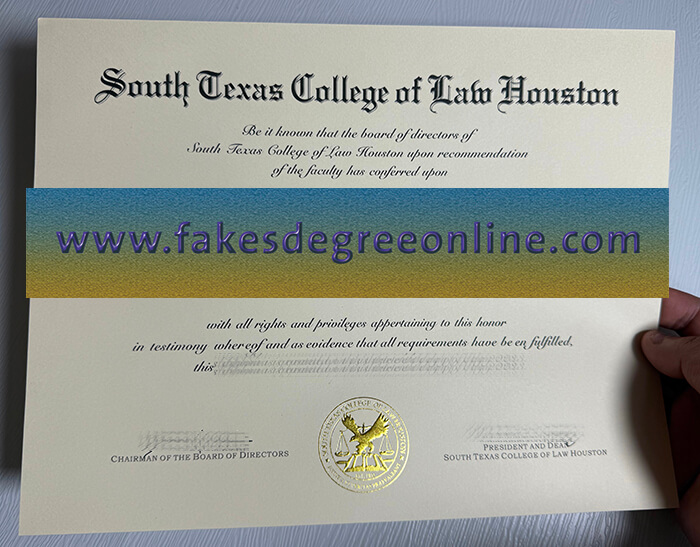 South Texas College of Law Houston
Be it known that the board of directors of
South Texas College of Law Houston upon recommendation
of the faculty has conferred upon
www.fakesdegreeonline.com
with all rights and privileges appertaining to this honor
in testimony whereof and as evidence that all requirements have be en fulfilled,
this
CHAIRMAN OF THE BOARD OF DIRECTORS
PRESIDENT AND DEAN
SOUTH TEXAS COLLEGE OF LAW HOUSTON